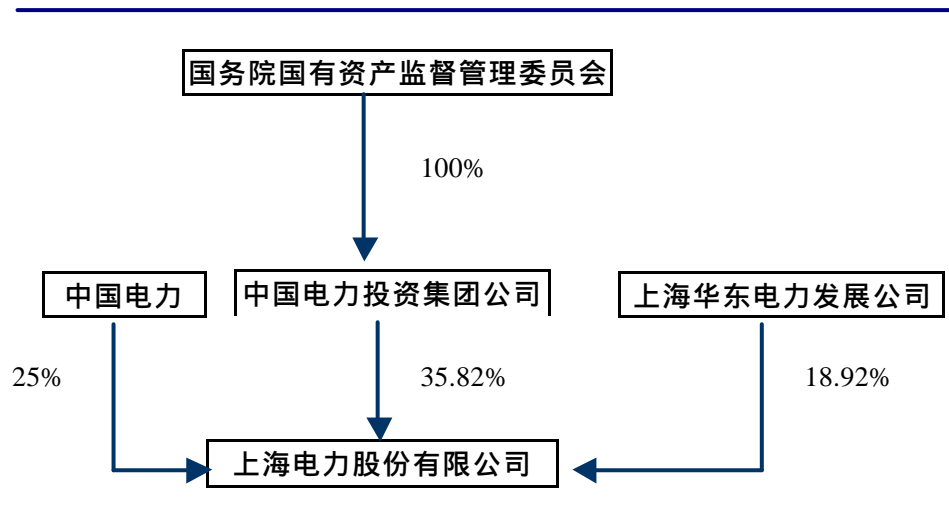 国务院国有资产监督管理委员会
100%
中国电力
中国电力投资集团公司
上海华东电力发展公司
25%
35.82%
18.92%
上海电力股份有限公司